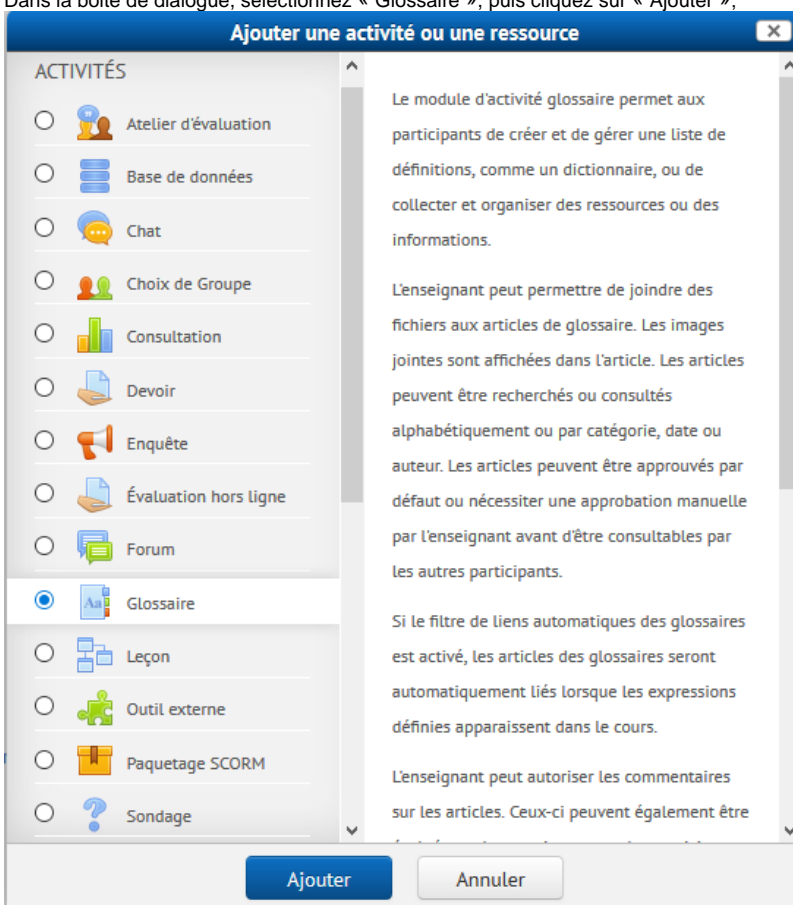 Dans la boîte de dialogue, sélectionnez « Glossaire », puis cliquez sur « Ajouter »,
Ajouter une activité ou une ressource
ACTIVITÉS
Atelier d'évaluation
Base de données
Chat
Choix de Groupe
Consultation
Devoir
Enquête
Évaluation hors ligne
Forum
Glossaire
Leçon
Outil externe
Paquetage SCORM
Sondage
Le module d'activité glossaire permet aux
participants de créer et de gérer une liste de
définitions, comme un dictionnaire, ou de
collecter et organiser des ressources ou des
informations.
L'enseignant peut permettre de joindre des
fichiers aux articles de glossaire. Les images
jointes sont affichées dans l'article. Les articles
peuvent être recherchés ou consultés
alphabétiquement ou par catégorie, date ou
auteur. Les articles peuvent être approuvés par
défaut ou nécessiter une approbation manuelle
par l'enseignant avant d'être consultables par
les autres participants.
Si le filtre de liens automatiques des glossaires
est activé, les articles des glossaires seront
automatiquement liés lorsque les expressions
définies apparaissent dans le cours.
L'enseignant peut autoriser les commentaires
sur les articles. Ceux-ci peuvent également être
Ajouter
Annuler